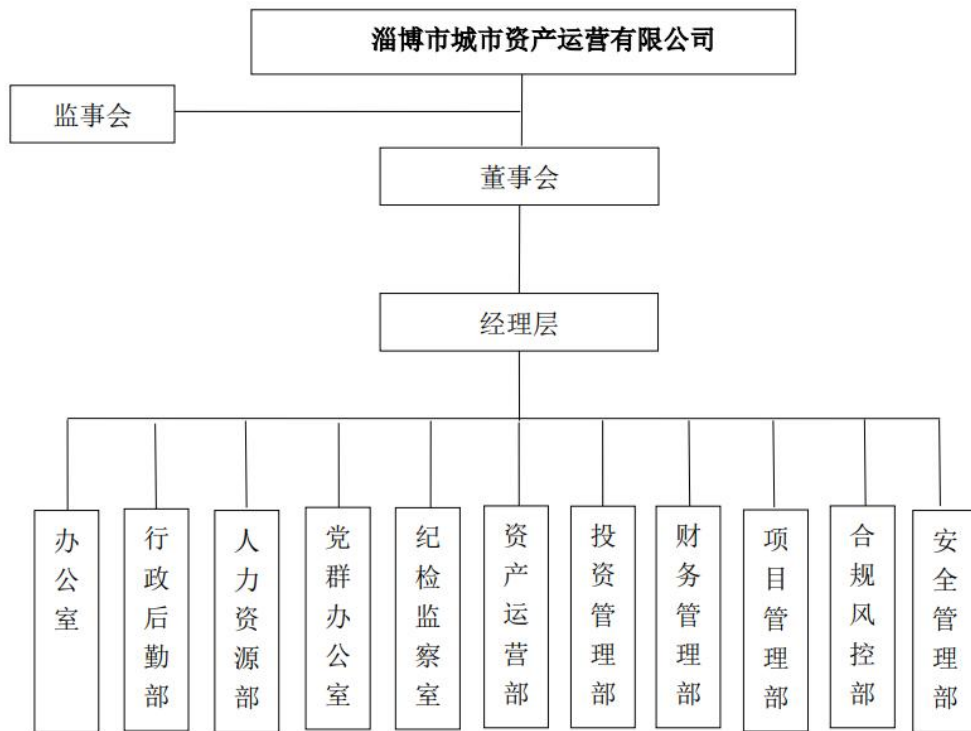 淄博市城市资产运营有限公司
监事会
董事会
经理层
办公室
行政后勤部
人力资源部
党群办公室
纪检监察室
资产运营部
投资管理部
财务管理部
项目管理部
合规风控部
安全管理部